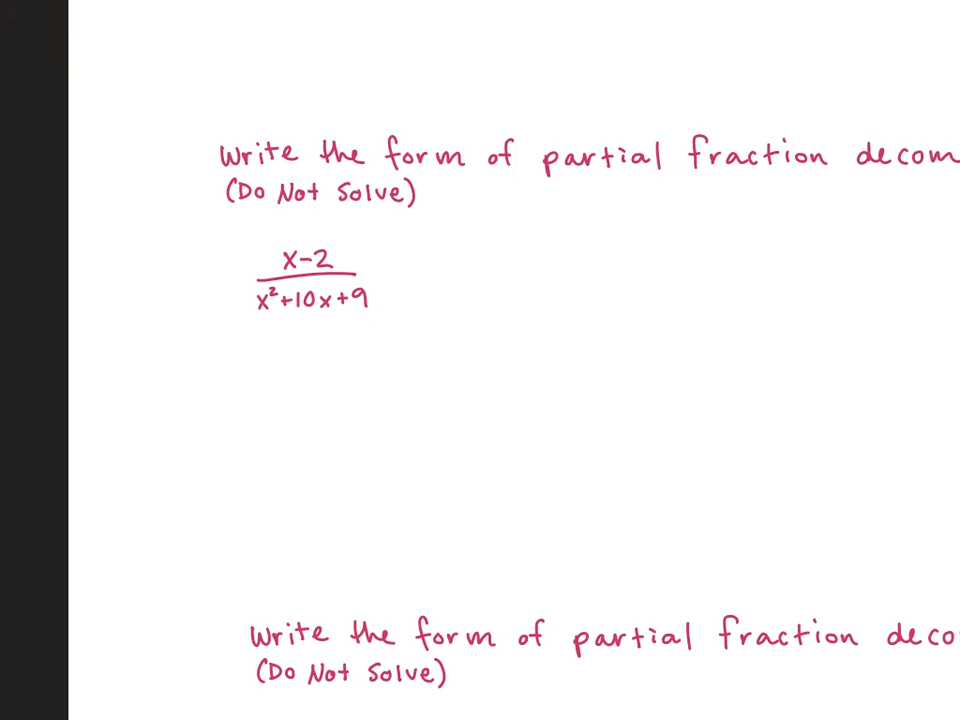 Write the form of partial fraction decom
(Do Not Solve)
x-2
x²+10x+9
Write the form of partial fraction deco
(Do Not Solve)